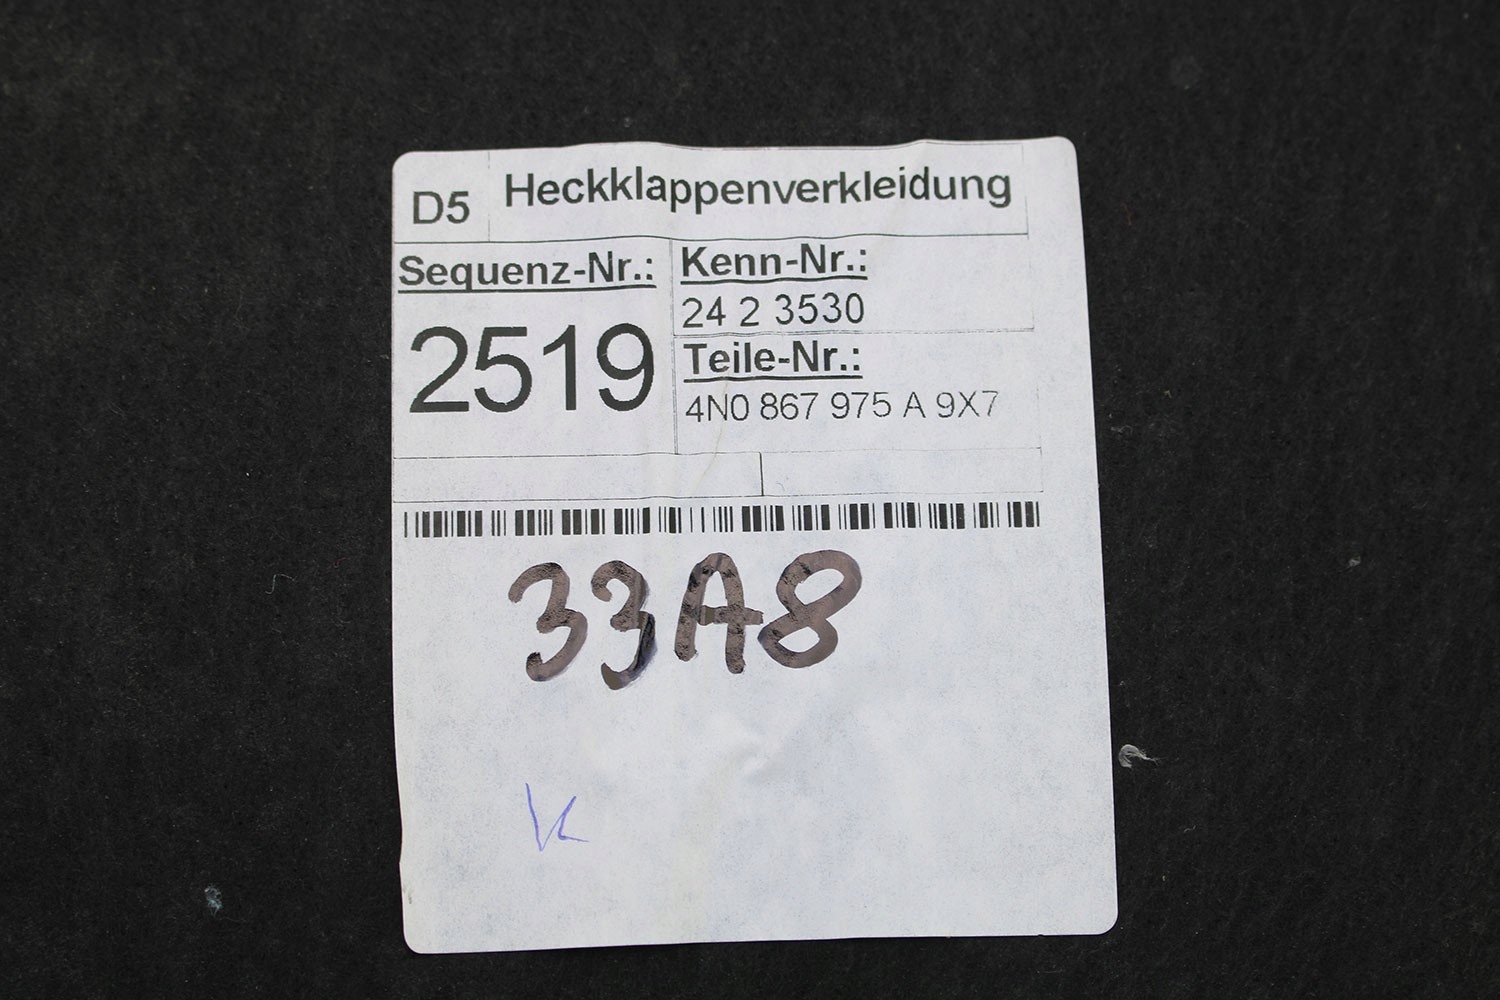 D5 Heckklappenverkleidung
Sequenz-Nr.:
2519
Kenn-Nr.:
24 2 3530
Teile-Nr.:
4N0 867 975 A 9X7
33A8